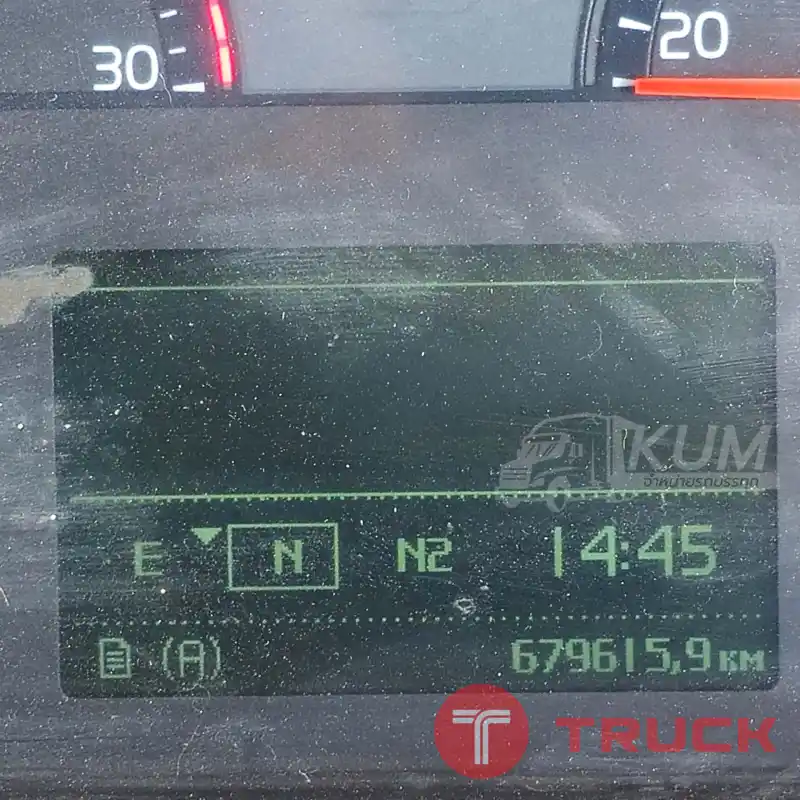 30
20
KUM
จำหน่ายรถบรรทุก
E N N2 14:45
(A) 679615,9 км
T TRUCK